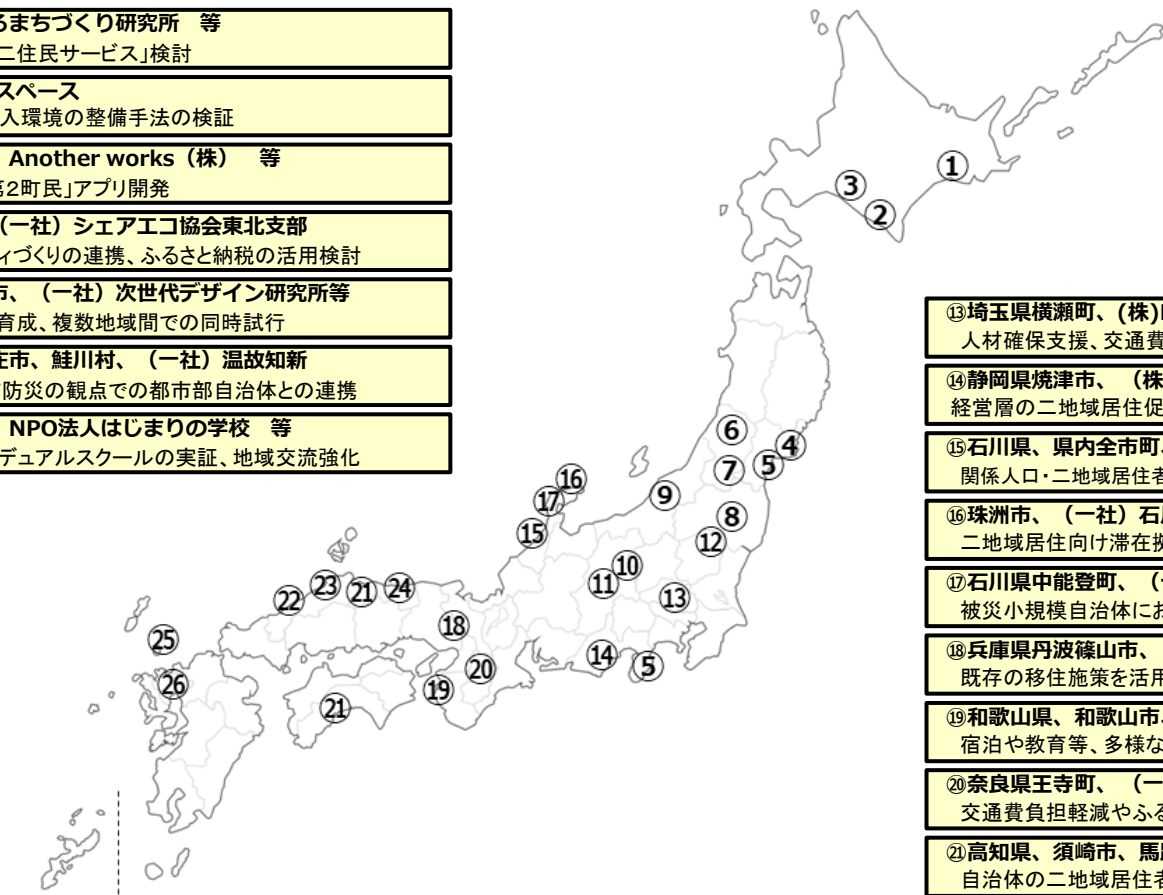 ろまちづくり研究所 等
二住民サービス」検討
スペース
入環境の整備手法の検証
Another works（株） 等
第2町民」アプリ開発
（一社）シェアエコ協会東北支部
ィづくりの連携、ふるさと納税の活用検討
市、（一社）次世代デザイン研究所等
育成、複数地域間での同時試行
庄市、鮭川村、（一社）温故知新
防災の観点での都市部自治体との連携
NPO法人はじまりの学校 等
デュアルスクールの実証、地域交流強化
①
③
②
⑥
④
⑤
⑦
⑯
⑨
⑰
⑧
⑮
⑫
⑩
⑪
㉓
㉔
㉑
㉒
⑬
⑱
㉕
⑭
⑤
⑳
㉖
⑲
㉑
⑬埼玉県横瀬町、(株)
人材確保支援、交通費
⑭静岡県焼津市、（株
経営層の二地域居住促
⑮石川県、県内全市町、
関係人口・二地域居住者
⑯珠洲市、（一社）石
二地域居住向け滞在拠
⑰石川県中能登町、（
被災小規模自治体にお
⑱兵庫県丹波篠山市、
既存の移住施策を活用
⑲和歌山県、和歌山市、
宿泊や教育等、多様な
⑳奈良県王寺町、（一
交通費負担軽減やふる
㉑高知県、須崎市、馬
自治体の二地域居住者